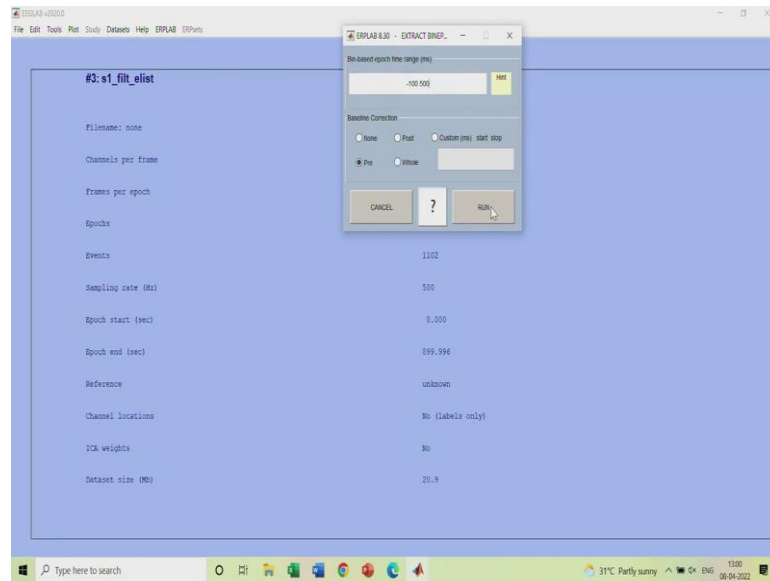 EEGLAB v2020.0
File Edit Tools Plot Study Datasets Help ERPLAB ERPsets
ERPLAB 8.30 - EXTRACT BINEP...
Bin-based epoch time range (ms)
-100.500
Hint
Baseline Correction
None Post Custom (ms) start stop
Pre Whole
CANCEL ? RUN
#3: s1_filt_elist
Filename: none
Channels per frame
Frames per epoch
Epochs
Events 1102
Sampling rate (Hz) 500
Epoch start (sec) 0.000
Epoch end (sec) 899.996
Reference unknown
Channel locations No (labels only)
ICA weights No
Dataset size (Mb) 20.9
Type here to search
31°C Partly sunny ENG 13:00
08-04-2022